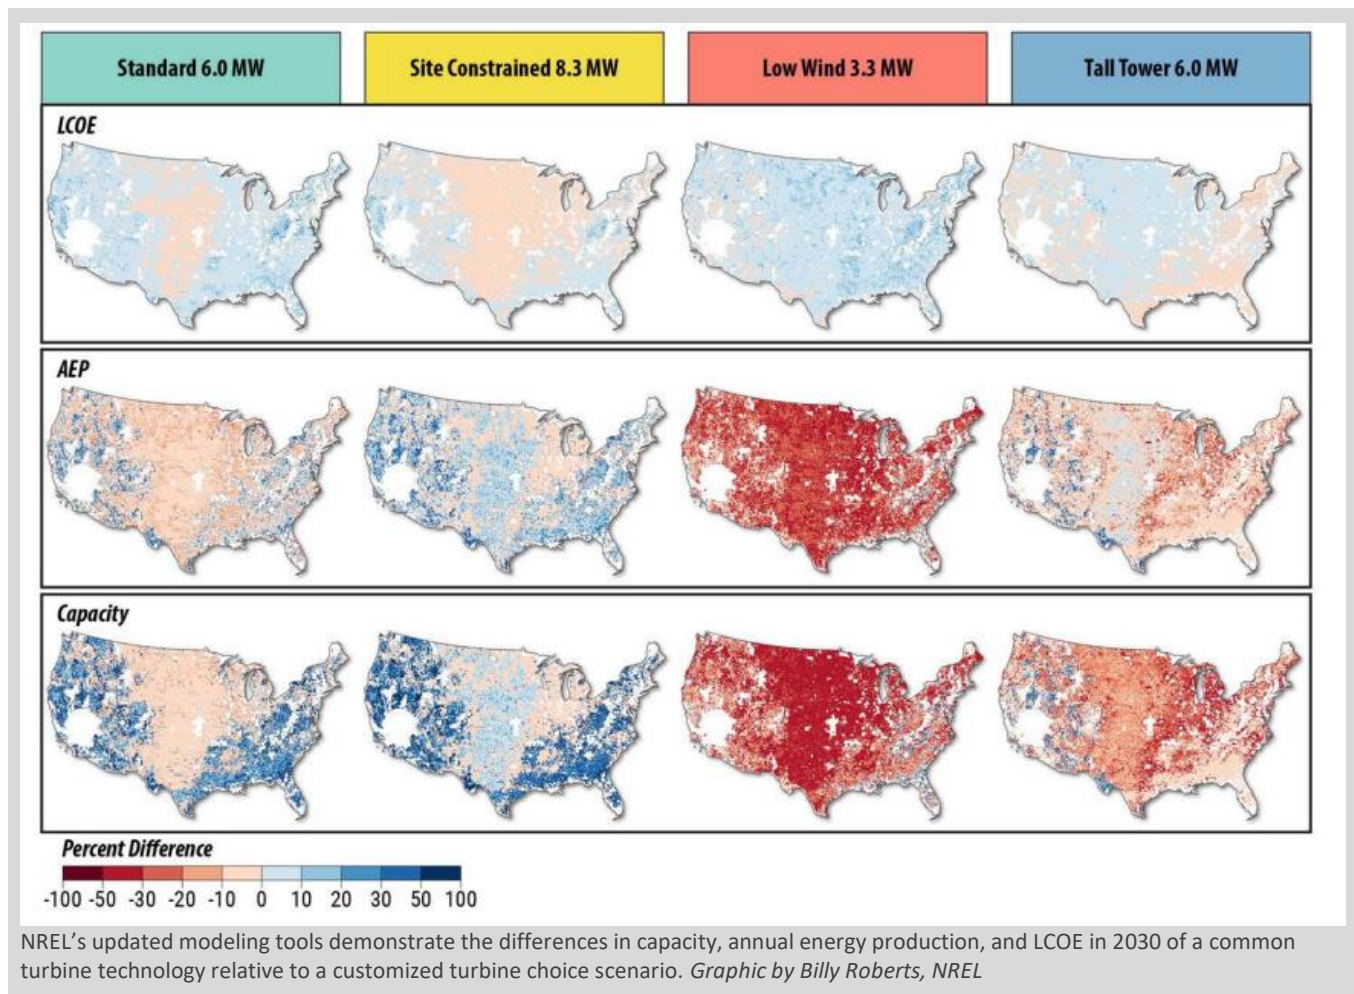 Standard 6.0 MW
Site Constrained 8.3 MW
Low Wind 3.3 MW
Tall Tower 6.0 MW
LCOE
AEP
Capacity
Percent Difference
-100 -50 -30 -20 -10 0 10 20 30 50 100
NREL’s updated modeling tools demonstrate the differences in capacity, annual energy production, and LCOE in 2030 of a common
turbine technology relative to a customized turbine choice scenario. Graphic by Billy Roberts, NREL